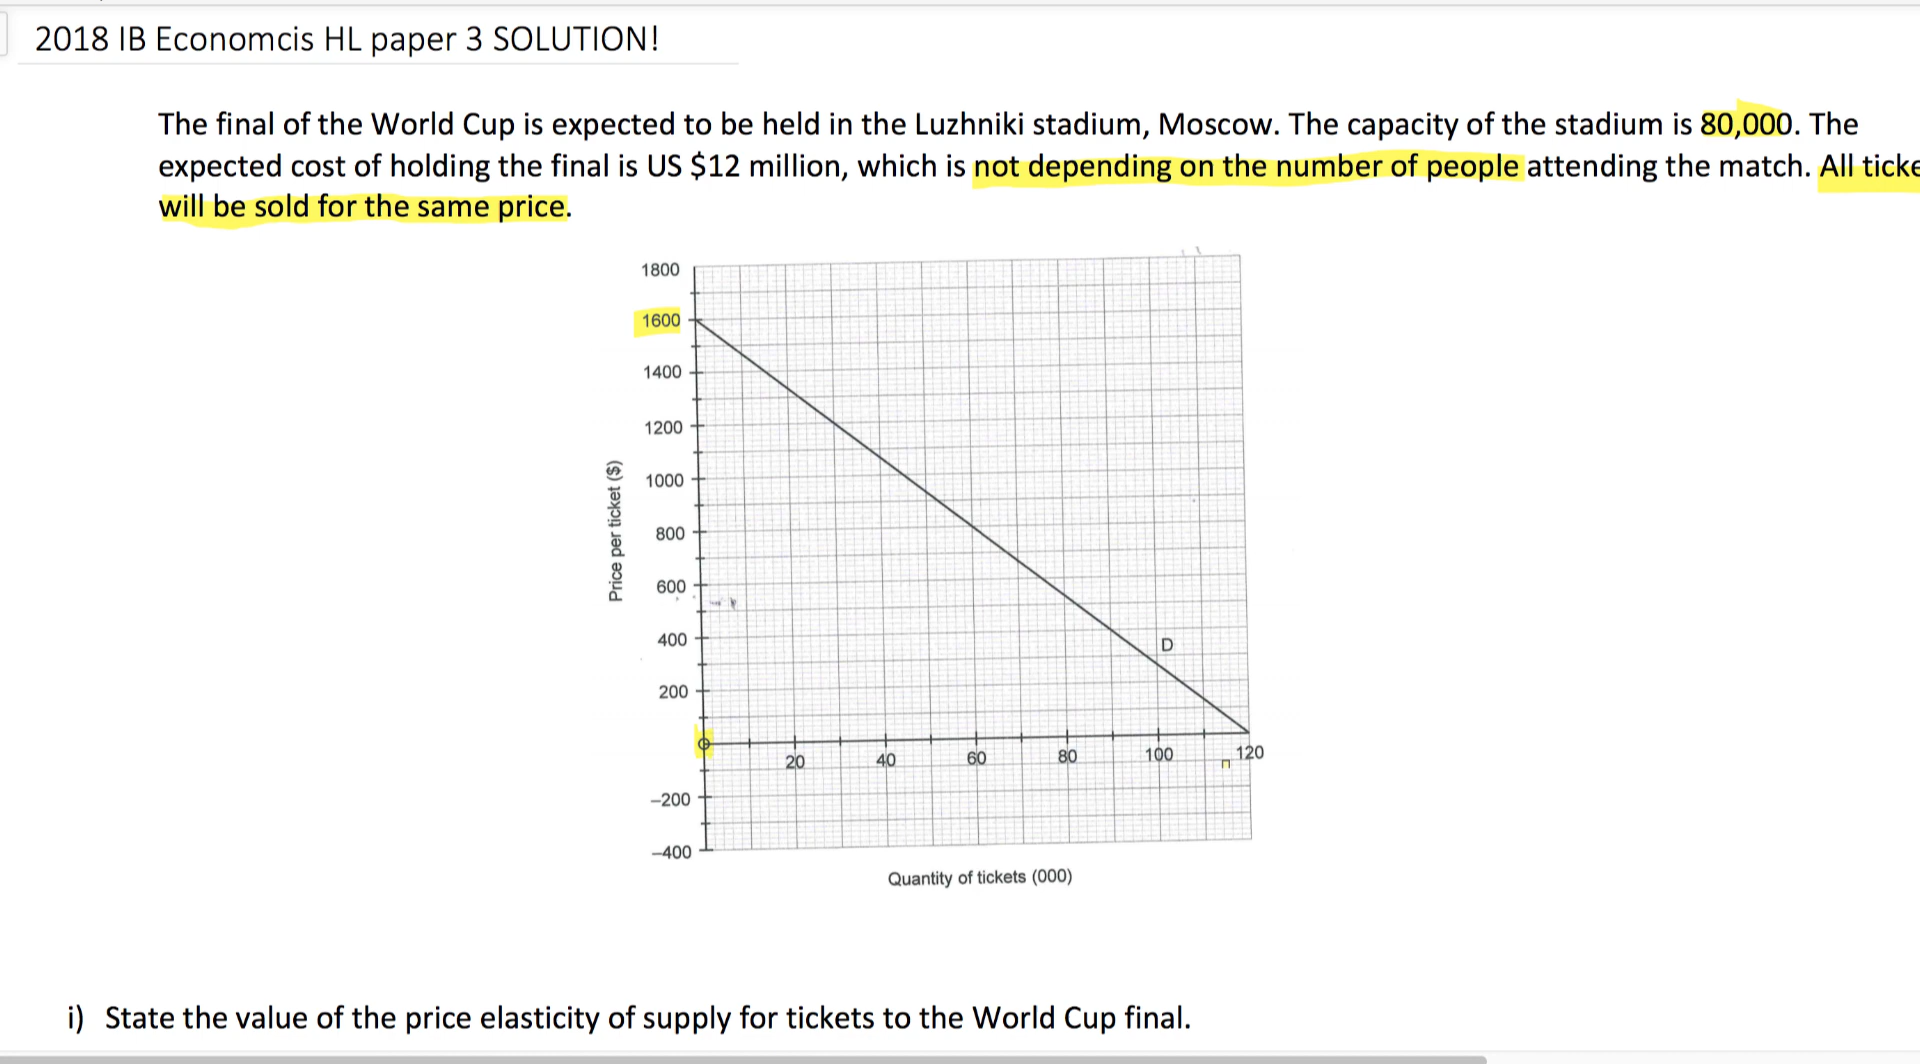 2018 IB Economcis HL paper 3 SOLUTION!
The final of the World Cup is expected to be held in the Luzhniki stadium, Moscow. The capacity of the stadium is 80,000. The
expected cost of holding the final is US $12 million, which is not depending on the number of people attending the match. All ticke
will be sold for the same price.
1800
1600
1400
1200
1000
800
600
400
200
0
-200
-400
Price per ticket ($)
D
20 40 60 80 100 120
Quantity of tickets (000)
i) State the value of the price elasticity of supply for tickets to the World Cup final.